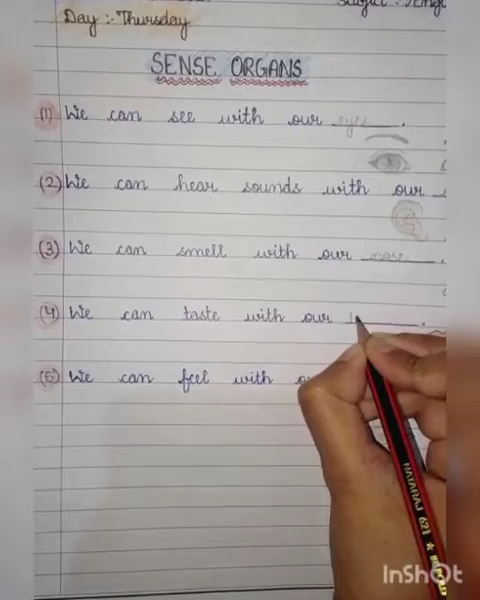 Day :- Thursday
SENSE ORGANS
(1) We can see with our eyes.
(2) We can hear sounds with our
(3) We can smell with our nose.
(4) We can taste with our
(5) We can feel with
NATARAJ 621
InShOt